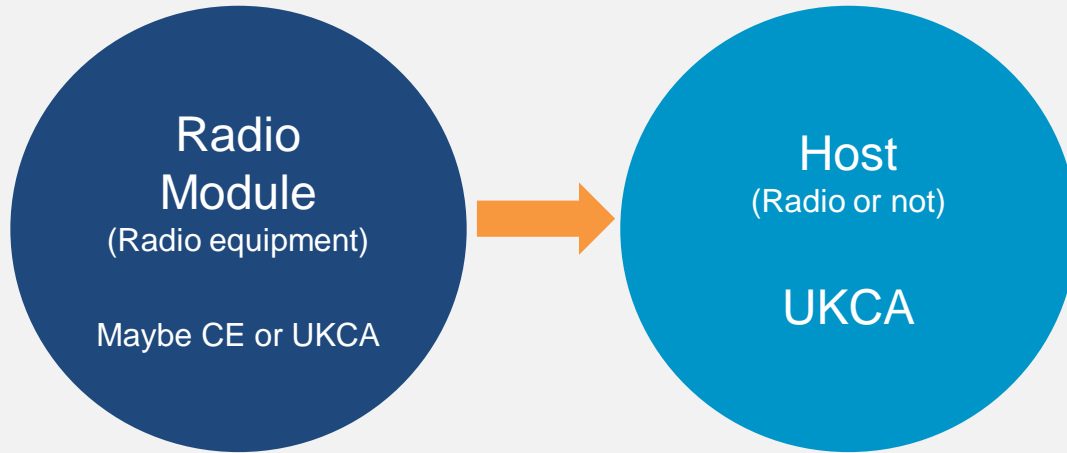 Radio
Module
(Radio equipment)
Maybe CE or UKCA
Host
(Radio or not)
UKCA